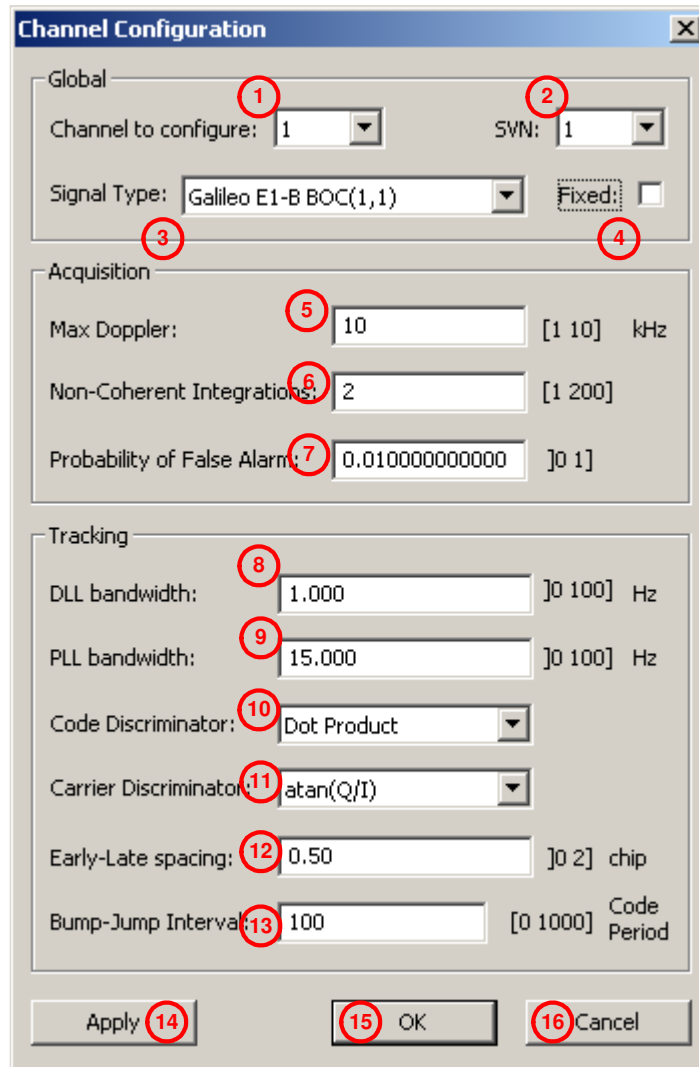 Channel Configuration
Global
1
2
Channel to configure: 1 SVN: 1
Signal Type: Galileo E1-B BOC(1,1) Fixed:
3
4
Acquisition
5
Max Doppler: 10 [1 10] kHz
6
Non-Coherent Integrations: 2 [1 200]
7
Probability of False Alarm: 0.010000000000 ]0 1]
Tracking
8
DLL bandwidth: 1.000 ]0 100] Hz
9
PLL bandwidth: 15.000 ]0 100] Hz
10
Code Discriminator: Dot Product
11
Carrier Discriminator: atan(Q/I)
12
Early-Late spacing: 0.50 ]0 2] chip
13
Bump-Jump Interval: 100 [0 1000] Code Period
Apply 14 15 OK 16 Cancel